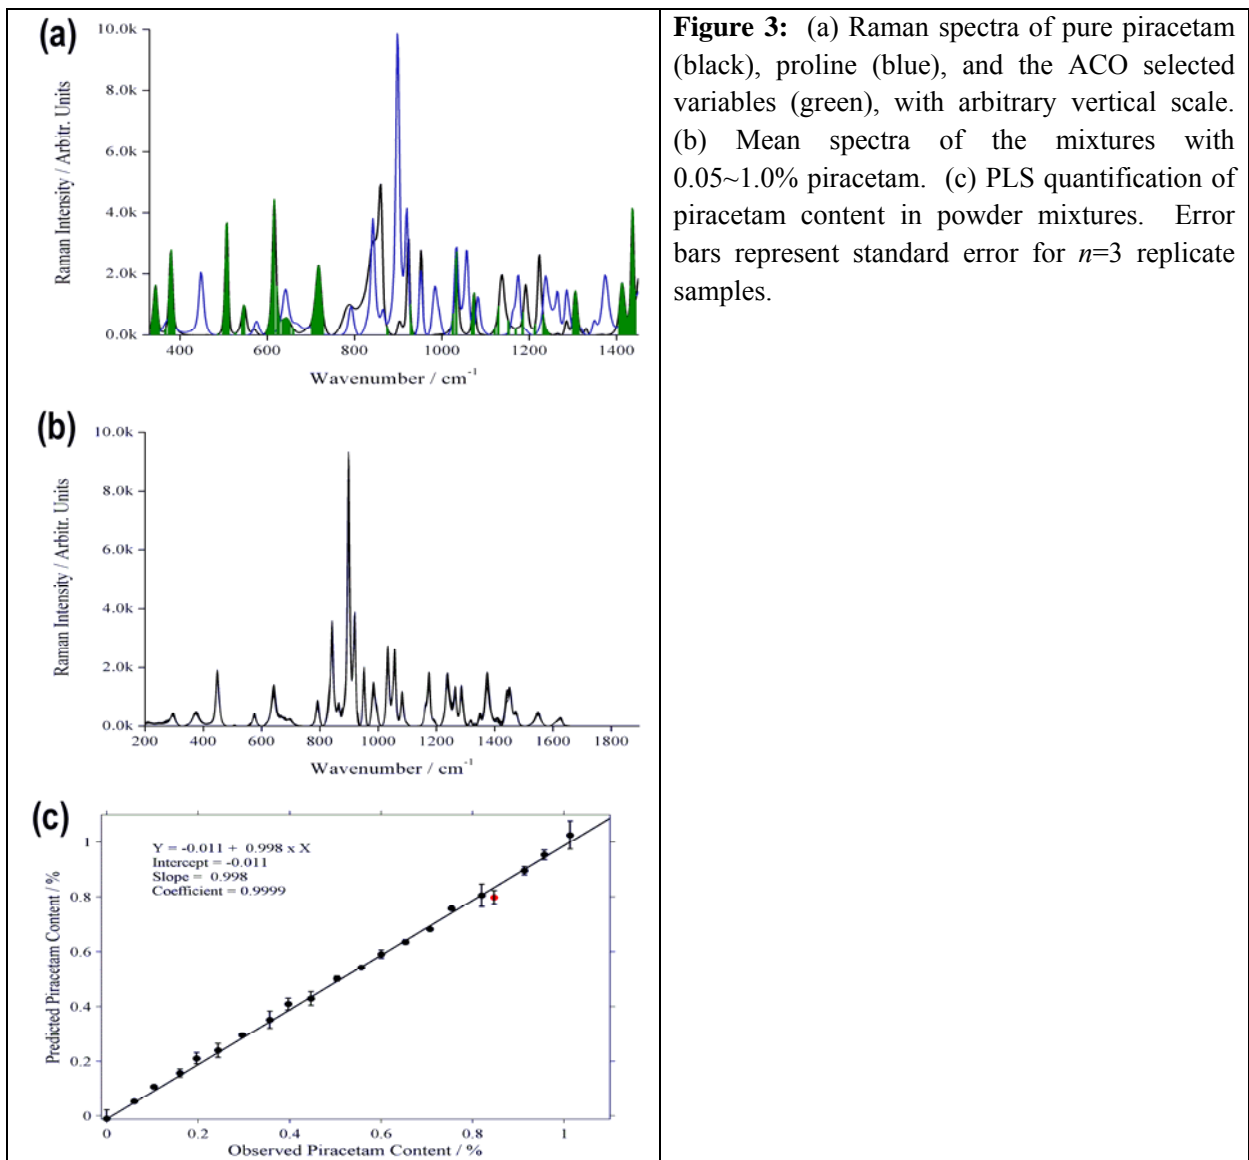 (a)
10.0k
8.0k
6.0k
4.0k
2.0k
0.0k
Raman Intensity / Arbitr. Units
400 600 800 1000 1200 1400
Wavenumber / cm⁻¹
(b)
10.0k
8.0k
6.0k
4.0k
2.0k
0.0k
Raman Intensity / Arbitr. Units
200 400 600 800 1000 1200 1400 1600 1800
Wavenumber / cm⁻¹
(c)
Y = -0.011 + 0.998 x X
Intercept = -0.011
Slope = 0.998
Coefficient = 0.9999
1
0.8
0.6
0.4
0.2
0
Predicted Piracetam Content / %
0 0.2 0.4 0.6 0.8 1
Observed Piracetam Content / %
Figure 3: (a) Raman spectra of pure piracetam
(black), proline (blue), and the ACO selected
variables (green), with arbitrary vertical scale.
(b) Mean spectra of the mixtures with
0.05~1.0% piracetam. (c) PLS quantification of
piracetam content in powder mixtures. Error
bars represent standard error for n=3 replicate
samples.